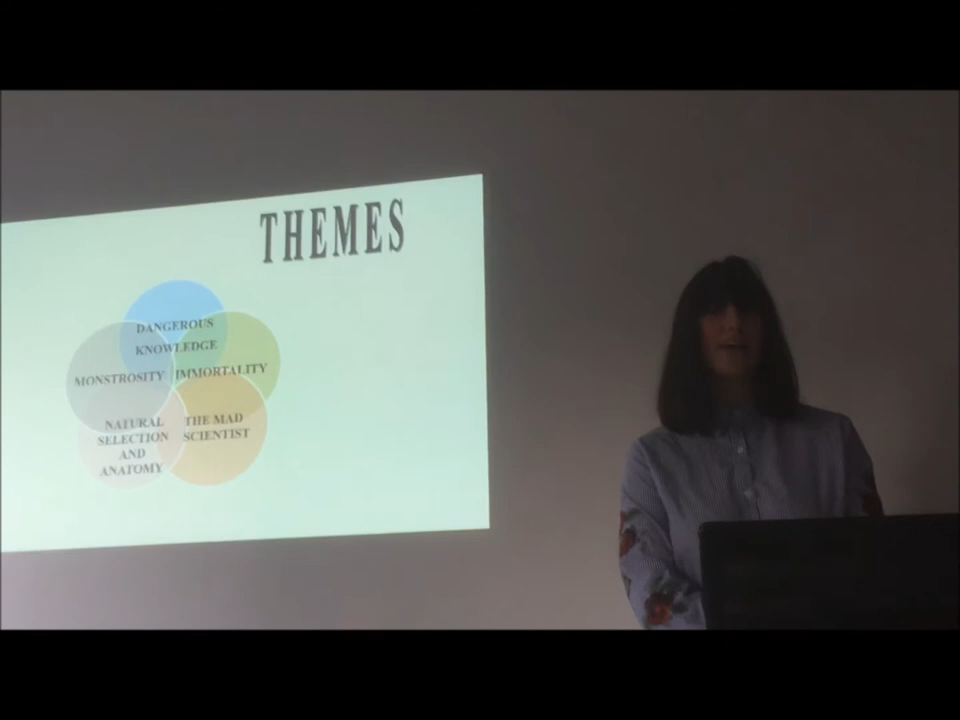 THEMES
DANGEROUS
KNOWLEDGE
MONSTROSITY
IMMORTALITY
NATURAL
SELECTION
AND
ANATOMY
THE MAD
SCIENTIST